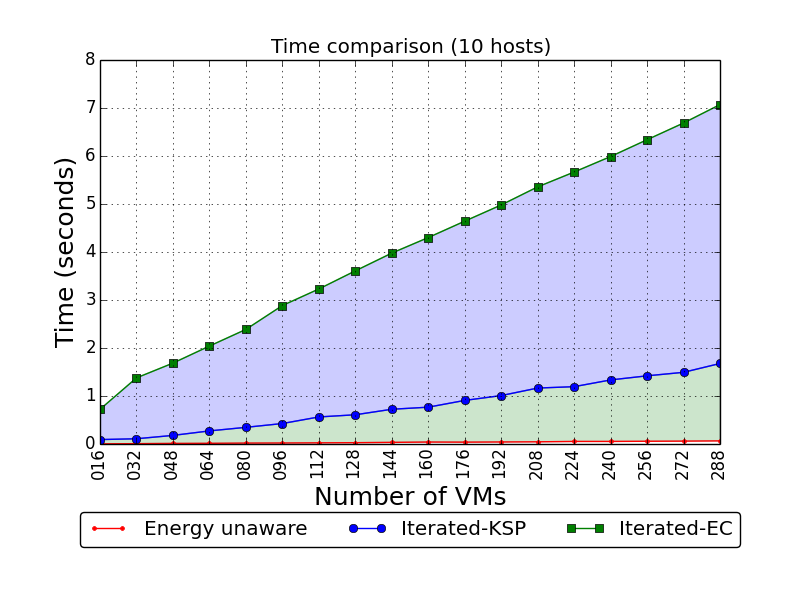 Time comparison (10 hosts)
8
7
6
5
4
3
2
1
0
Time (seconds)
016 032 048 064 080 096 112 128 144 160 176 192 208 224 240 256 272 288
Number of VMs
Energy unaware Iterated-KSP Iterated-EC